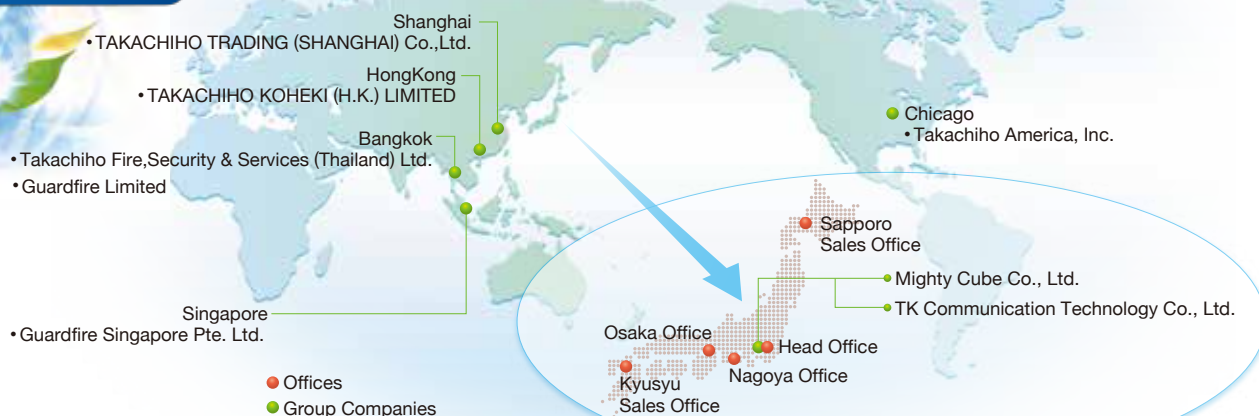 Shanghai
•TAKACHIHO TRADING (SHANGHAI) Co.,Ltd.
HongKong
•TAKACHIHO KOHEKI (H.K.) LIMITED
Bangkok
•Takachiho Fire,Security & Services (Thailand) Ltd.
•Guardfire Limited
Singapore
•Guardfire Singapore Pte. Ltd.
Chicago
•Takachiho America, Inc.
Sapporo
Sales Office
Mighty Cube Co., Ltd.
TK Communication Technology Co., Ltd.
Osaka Office
Head Office
Nagoya Office
Kyusyu
Sales Office
Offices
Group Companies